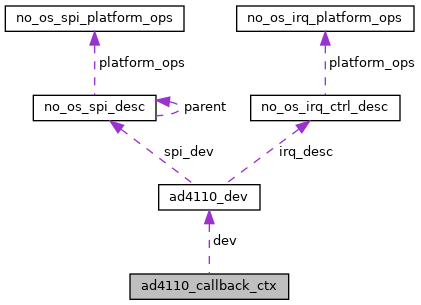 no_os_spi_platform_ops
no_os_irq_platform_ops
platform_ops
platform_ops
no_os_spi_desc
parent
no_os_irq_ctrl_desc
spi_dev
irq_desc
ad4110_dev
dev
ad4110_callback_ctx